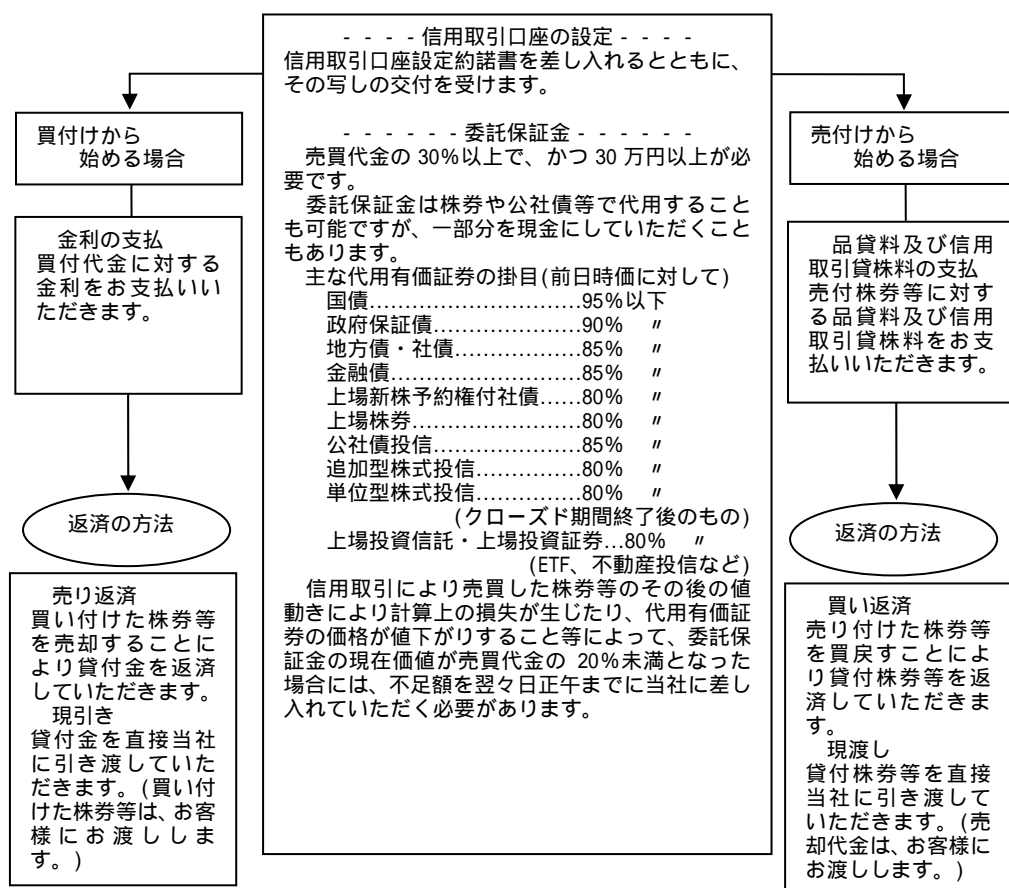 - - - - 信用取引口座の設定 - - - -
信用取引口座設定約諾書を差し入れるとともに、
その写しの交付を受けます。
- - - - - - 委託保証金 - - - - - -
売買代金の 30%以上で、かつ 30 万円以上が必
要です。
委託保証金は株券や公社債等で代用すること
も可能ですが、一部分を現金にしていただくこと
もあります。
主な代用有価証券の掛目(前日時価に対して)
国債………………………95%以下
政府保証債………………90% 〃
地方債・社債……………85% 〃
金融債……………………85% 〃
上場新株予約権付社債……80% 〃
上場株券…………………80% 〃
公社債投信………………85% 〃
追加型株式投信…………80% 〃
単位型株式投信…………80% 〃
(クローズド期間終了後のもの)
上場投資信託・上場投資証券…80% 〃
(ETF、不動産投信など)
信用取引により売買した株券等のその後の値
動きにより計算上の損失が生じたり、代用有価証
券の価格が値下がりすること等によって、委託保
証金の現在価値が売買代金の 20%未満となった
場合には、不足額を翌々日正午までに当社に差し
入れていただく必要があります。
買付けから
始める場合
金利の支払
買付代金に対する
金利をお支払いい
ただきます。
返済の方法
売り返済
買い付けた株券等
を売却することに
より貸付金を返済
していただきます。
現引き
貸付金を直接当社
に引き渡していた
だきます。(買い付
けた株券等は、お客
様にお渡ししま
す。)
売付けから
始める場合
品貸料及び信用
取引貸株料の支払
売付株券等に対す
る品貸料及び信用
取引貸株料をお支
払いいただきます。
返済の方法
買い返済
売り付けた株券等
を買戻すことによ
り貸付株券等を返
済していただきま
す。
現渡し
貸付株券等を直接
当社に引き渡して
いただきます。(売
却代金は、お客様に
お渡しします。)